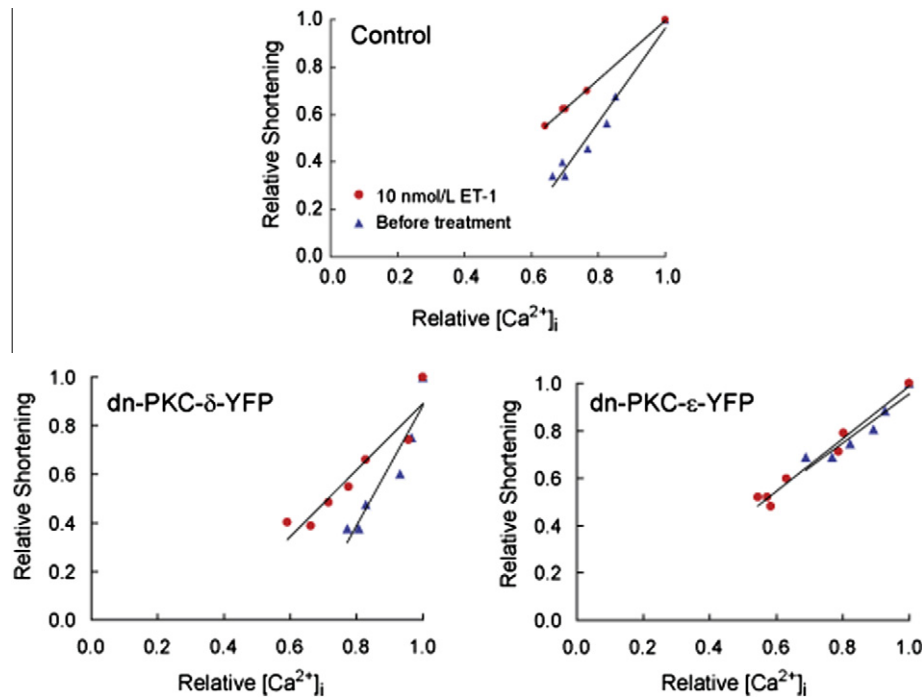 Control
Relative Shortening
1.0
0.8
0.6
0.4
0.2
0.0
10 nmol/L ET-1
Before treatment
0.0 0.2 0.4 0.6 0.8 1.0
Relative [Ca²⁺]ᵢ
dn-PKC-δ-YFP
Relative Shortening
1.0
0.8
0.6
0.4
0.2
0.0
0.0 0.2 0.4 0.6 0.8 1.0
Relative [Ca²⁺]ᵢ
dn-PKC-ε-YFP
Relative Shortening
1.0
0.8
0.6
0.4
0.2
0.0
0.0 0.2 0.4 0.6 0.8 1.0
Relative [Ca²⁺]ᵢ